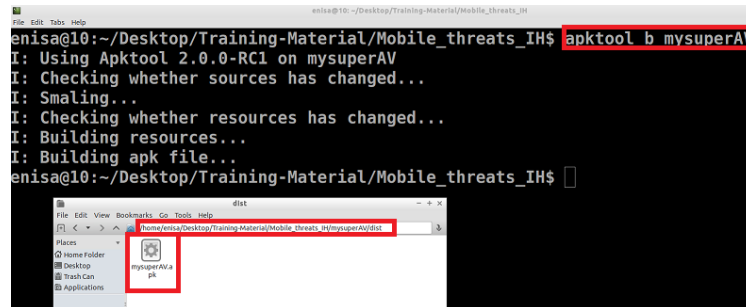 enisa@10: ~/Desktop/Training-Material/Mobile_threats_IH
File Edit Tabs Help
enisa@10:~/Desktop/Training-Material/Mobile_threats_IH$ apktool b mysuperAV
I: Using Apktool 2.0.0-RC1 on mysuperAV
I: Checking whether sources has changed...
I: Smaling...
I: Checking whether resources has changed...
I: Building resources...
I: Building apk file...
enisa@10:~/Desktop/Training-Material/Mobile_threats_IH$
dist
File Edit View Bookmarks Go Tools Help
/home/enisa/Desktop/Training-Material/Mobile_threats_IH/mysuperAV/dist
Places
Home Folder
Desktop
Trash Can
Applications
mysuperAV.a
pk